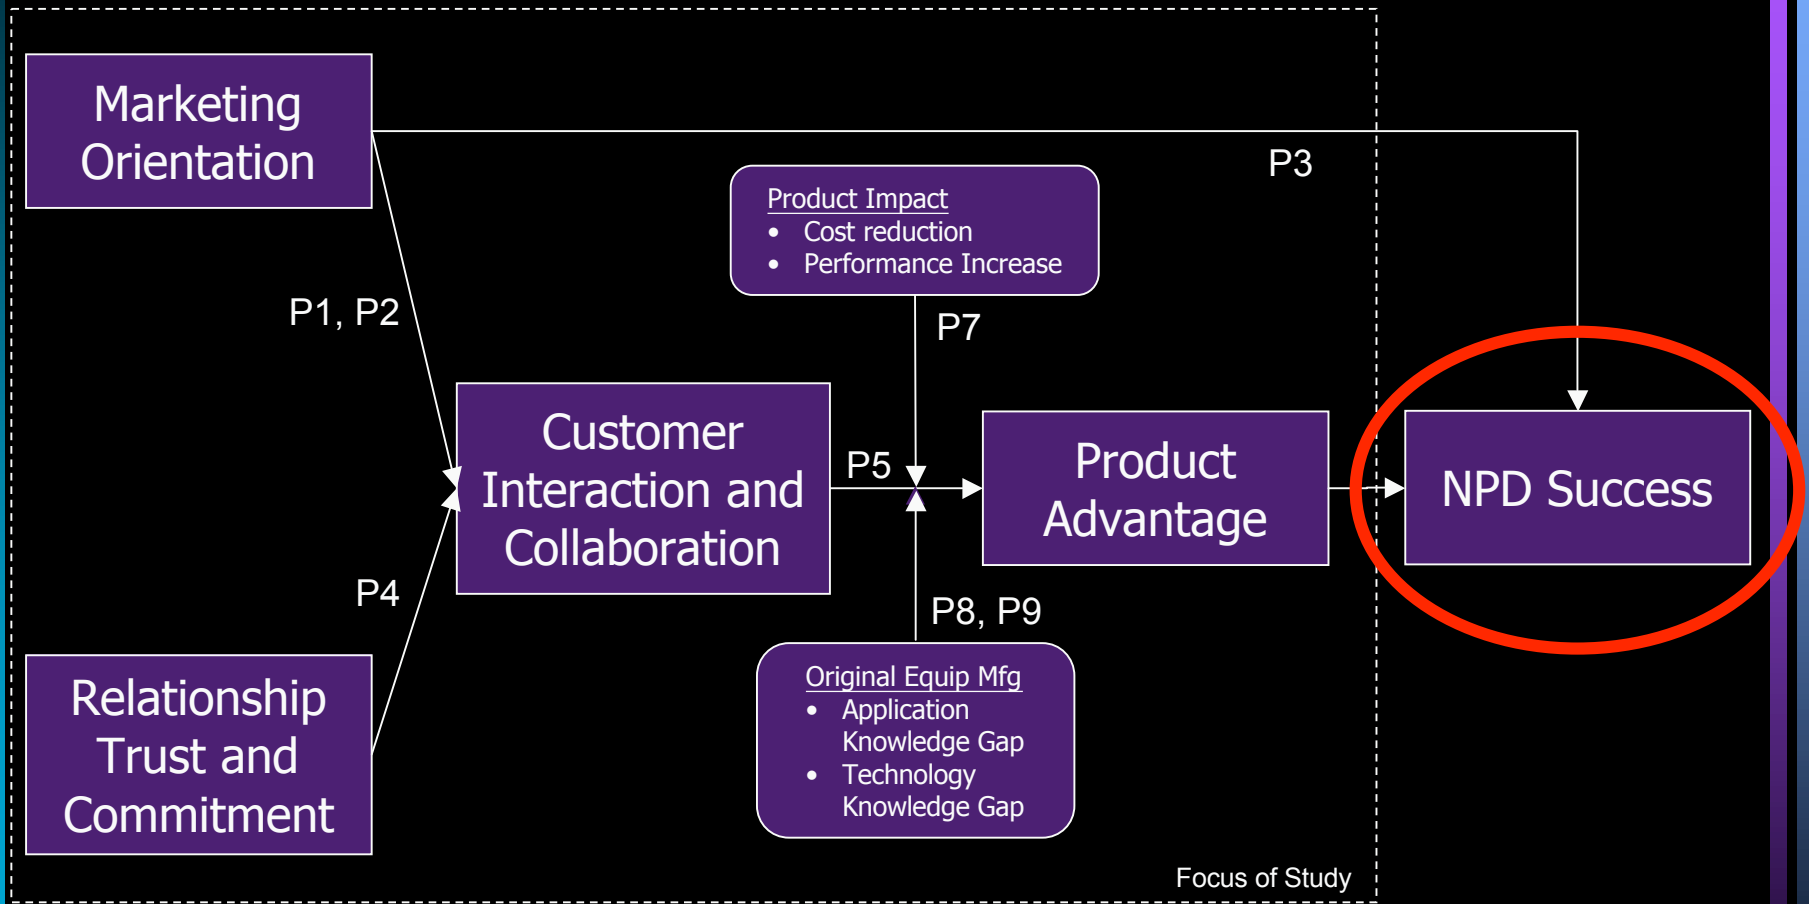 Marketing
Orientation
P3
Product Impact
• Cost reduction
• Performance Increase
P1, P2
P7
Customer
Interaction and
Collaboration
P5
Product
Advantage
NPD Success
P4
P8, P9
Relationship
Trust and
Commitment
Original Equip Mfg
• Application
Knowledge Gap
• Technology
Knowledge Gap
Focus of Study